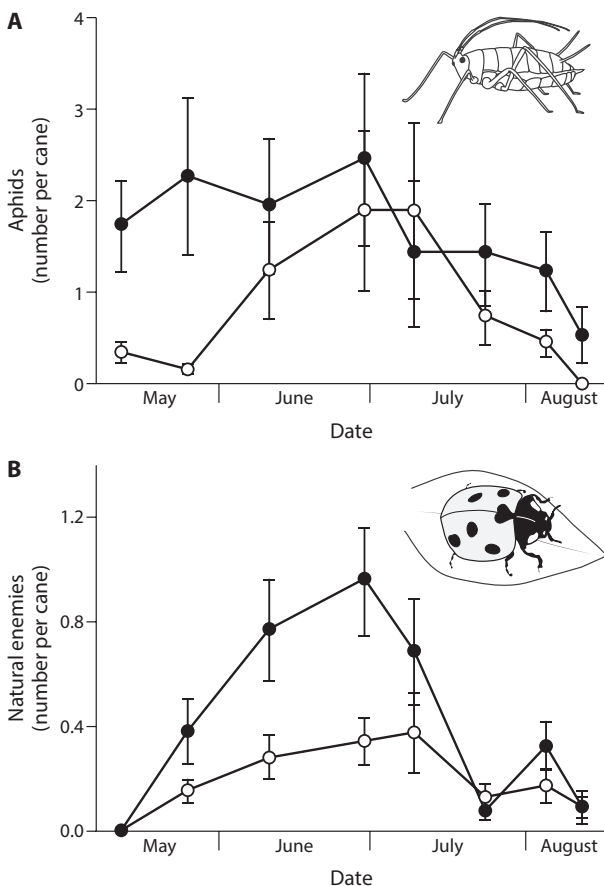 A
4
3
2
1
0
Aphids
(number per cane)
May June July August
Date
B
1.2
0.8
0.4
0.0
Natural enemies
(number per cane)
May June July August
Date